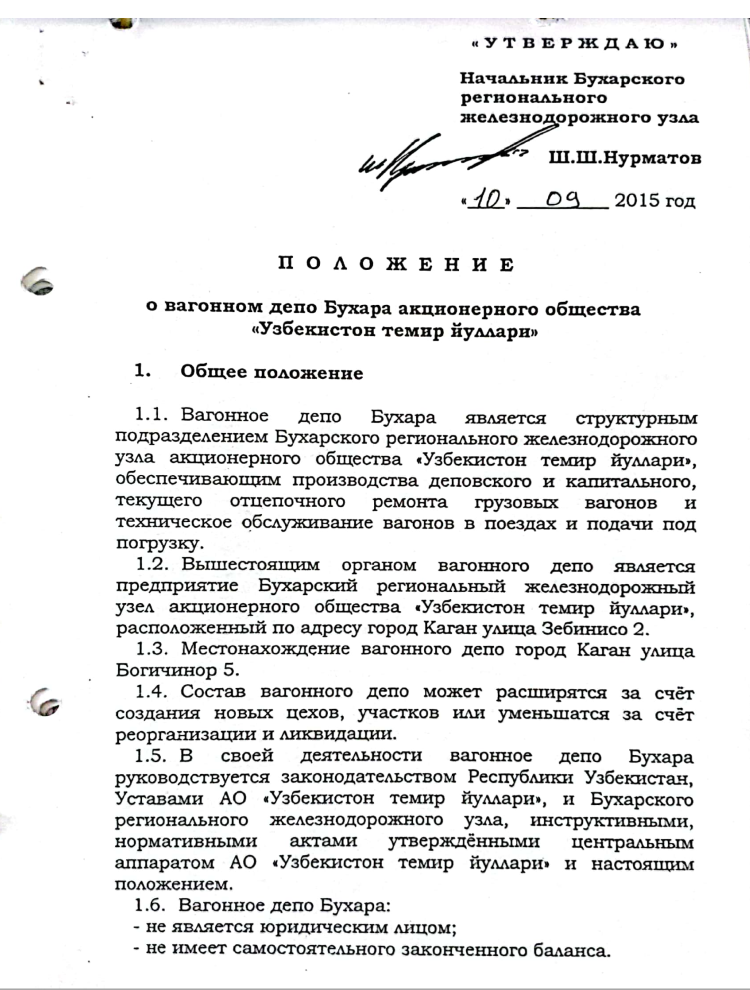 « У Т В Е Р Ж Д А Ю »
Начальник Бухарского
регионального
железнодорожного узла
Ш.Ш.Нурматов
«10» 09 2015 год
П О Л О Ж Е Н И Е
о вагонном депо Бухара акционерного общества
«Узбекистон темир йуллари»
1. Общее положение
1.1. Вагонное депо Бухара является структурным
подразделением Бухарского регионального железнодорожного
узла акционерного общества «Узбекистон темир йуллари»,
обеспечивающим производства деповского и капитального,
текущего отцепочного ремонта грузовых вагонов и
техническое обслуживание вагонов в поездах и подачи под
погрузку.
1.2. Вышестоящим органом вагонного депо является
предприятие Бухарский региональный железнодорожный
узел акционерного общества «Узбекистон темир йуллари»,
расположенный по адресу город Каган улица Зебинисо 2.
1.3. Местонахождение вагонного депо город Каган улица
Богичинор 5.
1.4. Состав вагонного депо может расширятся за счёт
создания новых цехов, участков или уменьшатся за счёт
реорганизации и ликвидации.
1.5. В своей деятельности вагонное депо Бухара
руководствуется законодательством Республики Узбекистан,
Уставами АО «Узбекистон темир йуллари», и Бухарского
регионального железнодорожного узла, инструктивными,
нормативными актами утверждёнными центральным
аппаратом АО «Узбекистон темир йуллари» и настоящим
положением.
1.6. Вагонное депо Бухара:
- не является юридическим лицом;
- не имеет самостоятельного законченного баланса.